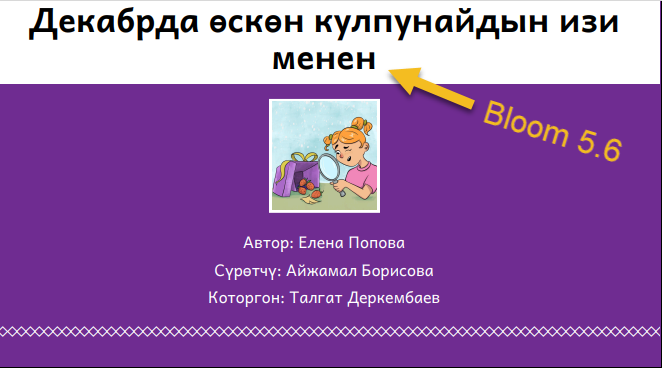 Декабрда өскөн кулпунайдын изи
менен
Bloom 5.6
Автор: Елена Попова
Сүрөтчү: Айжамал Борисова
Которгон: Талгат Деркембаев